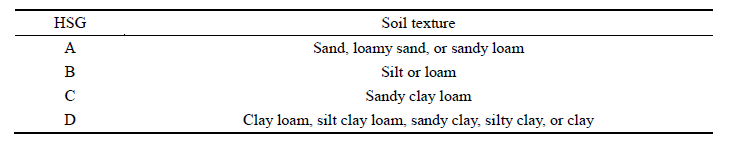 HSG Soil texture
A Sand, loamy sand, or sandy loam
B Silt or loam
C Sandy clay loam
D Clay loam, silt clay loam, sandy clay, silty clay, or clay